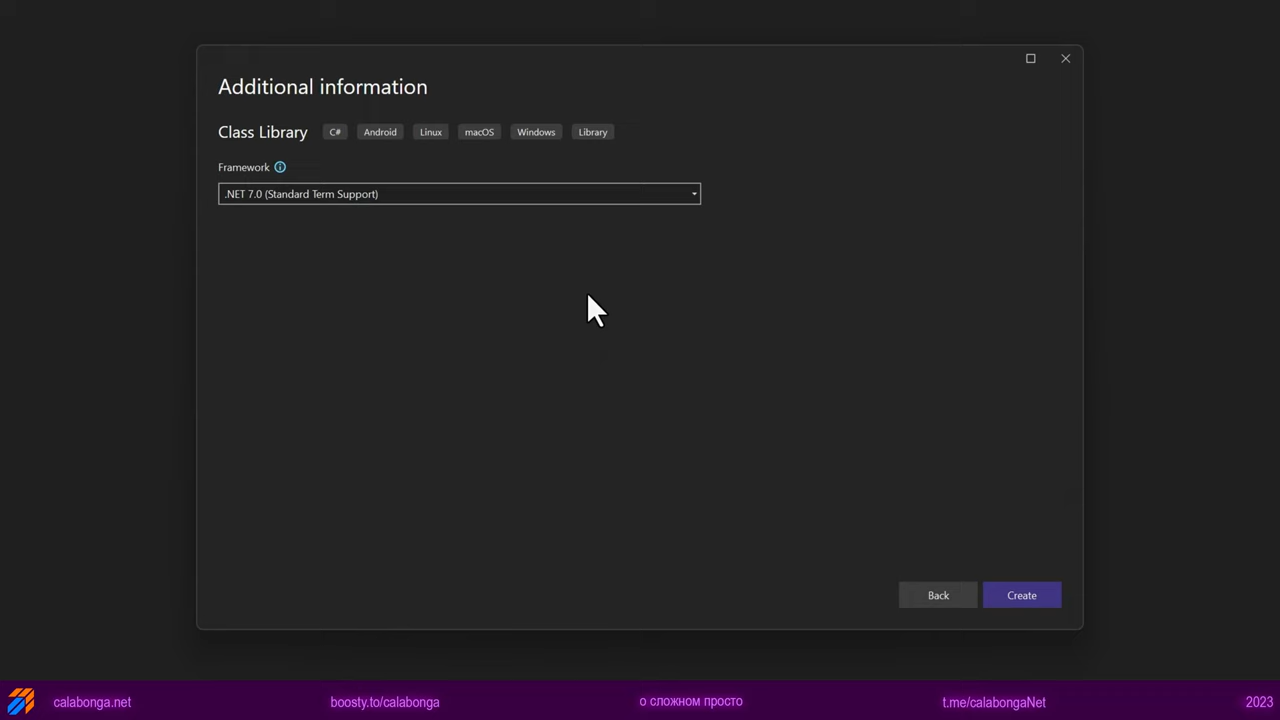 Additional information
Class Library C# Android Linux macOS Windows Library
Framework
.NET 7.0 (Standard Term Support)
Back Create
calabonga.net boosty.to/calabonga о сложном просто t.me/calabongaNet 2023